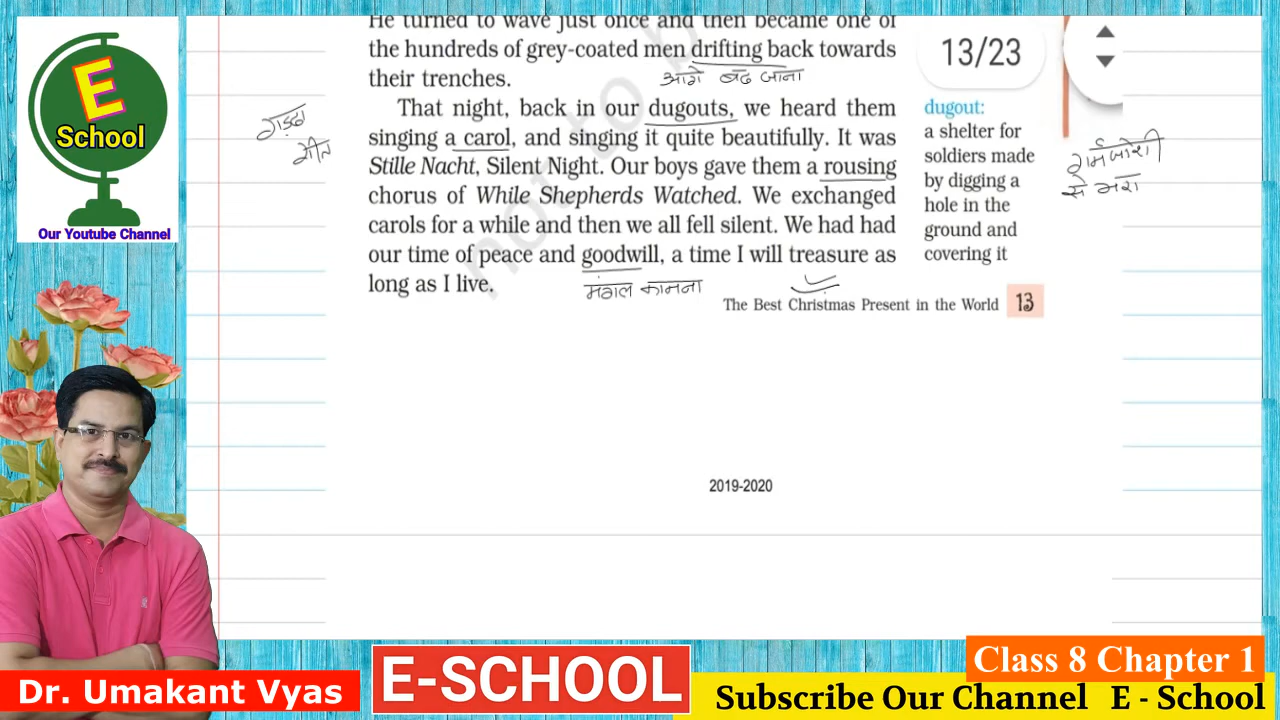 E
School
Our Youtube Channel
He turned to wave just once and then became one of
the hundreds of grey-coated men drifting back towards
their trenches.
आगे बढ जाना
That night, back in our dugouts, we heard them
singing a carol, and singing it quite beautifully. It was
Stille Nacht, Silent Night. Our boys gave them a rousing
chorus of While Shepherds Watched. We exchanged
carols for a while and then we all fell silent. We had had
our time of peace and goodwill, a time I will treasure as
long as I live.
मंगल कामना
गड्ढा
गीत
13/23
dugout:
a shelter for
soldiers made
by digging a
hole in the
ground and
covering it
गर्मजोशी
से भरा
The Best Christmas Present in the World 13
2019-2020
not to b
Class 8 Chapter 1
Dr. Umakant Vyas
E-SCHOOL
Subscribe Our Channel E - School